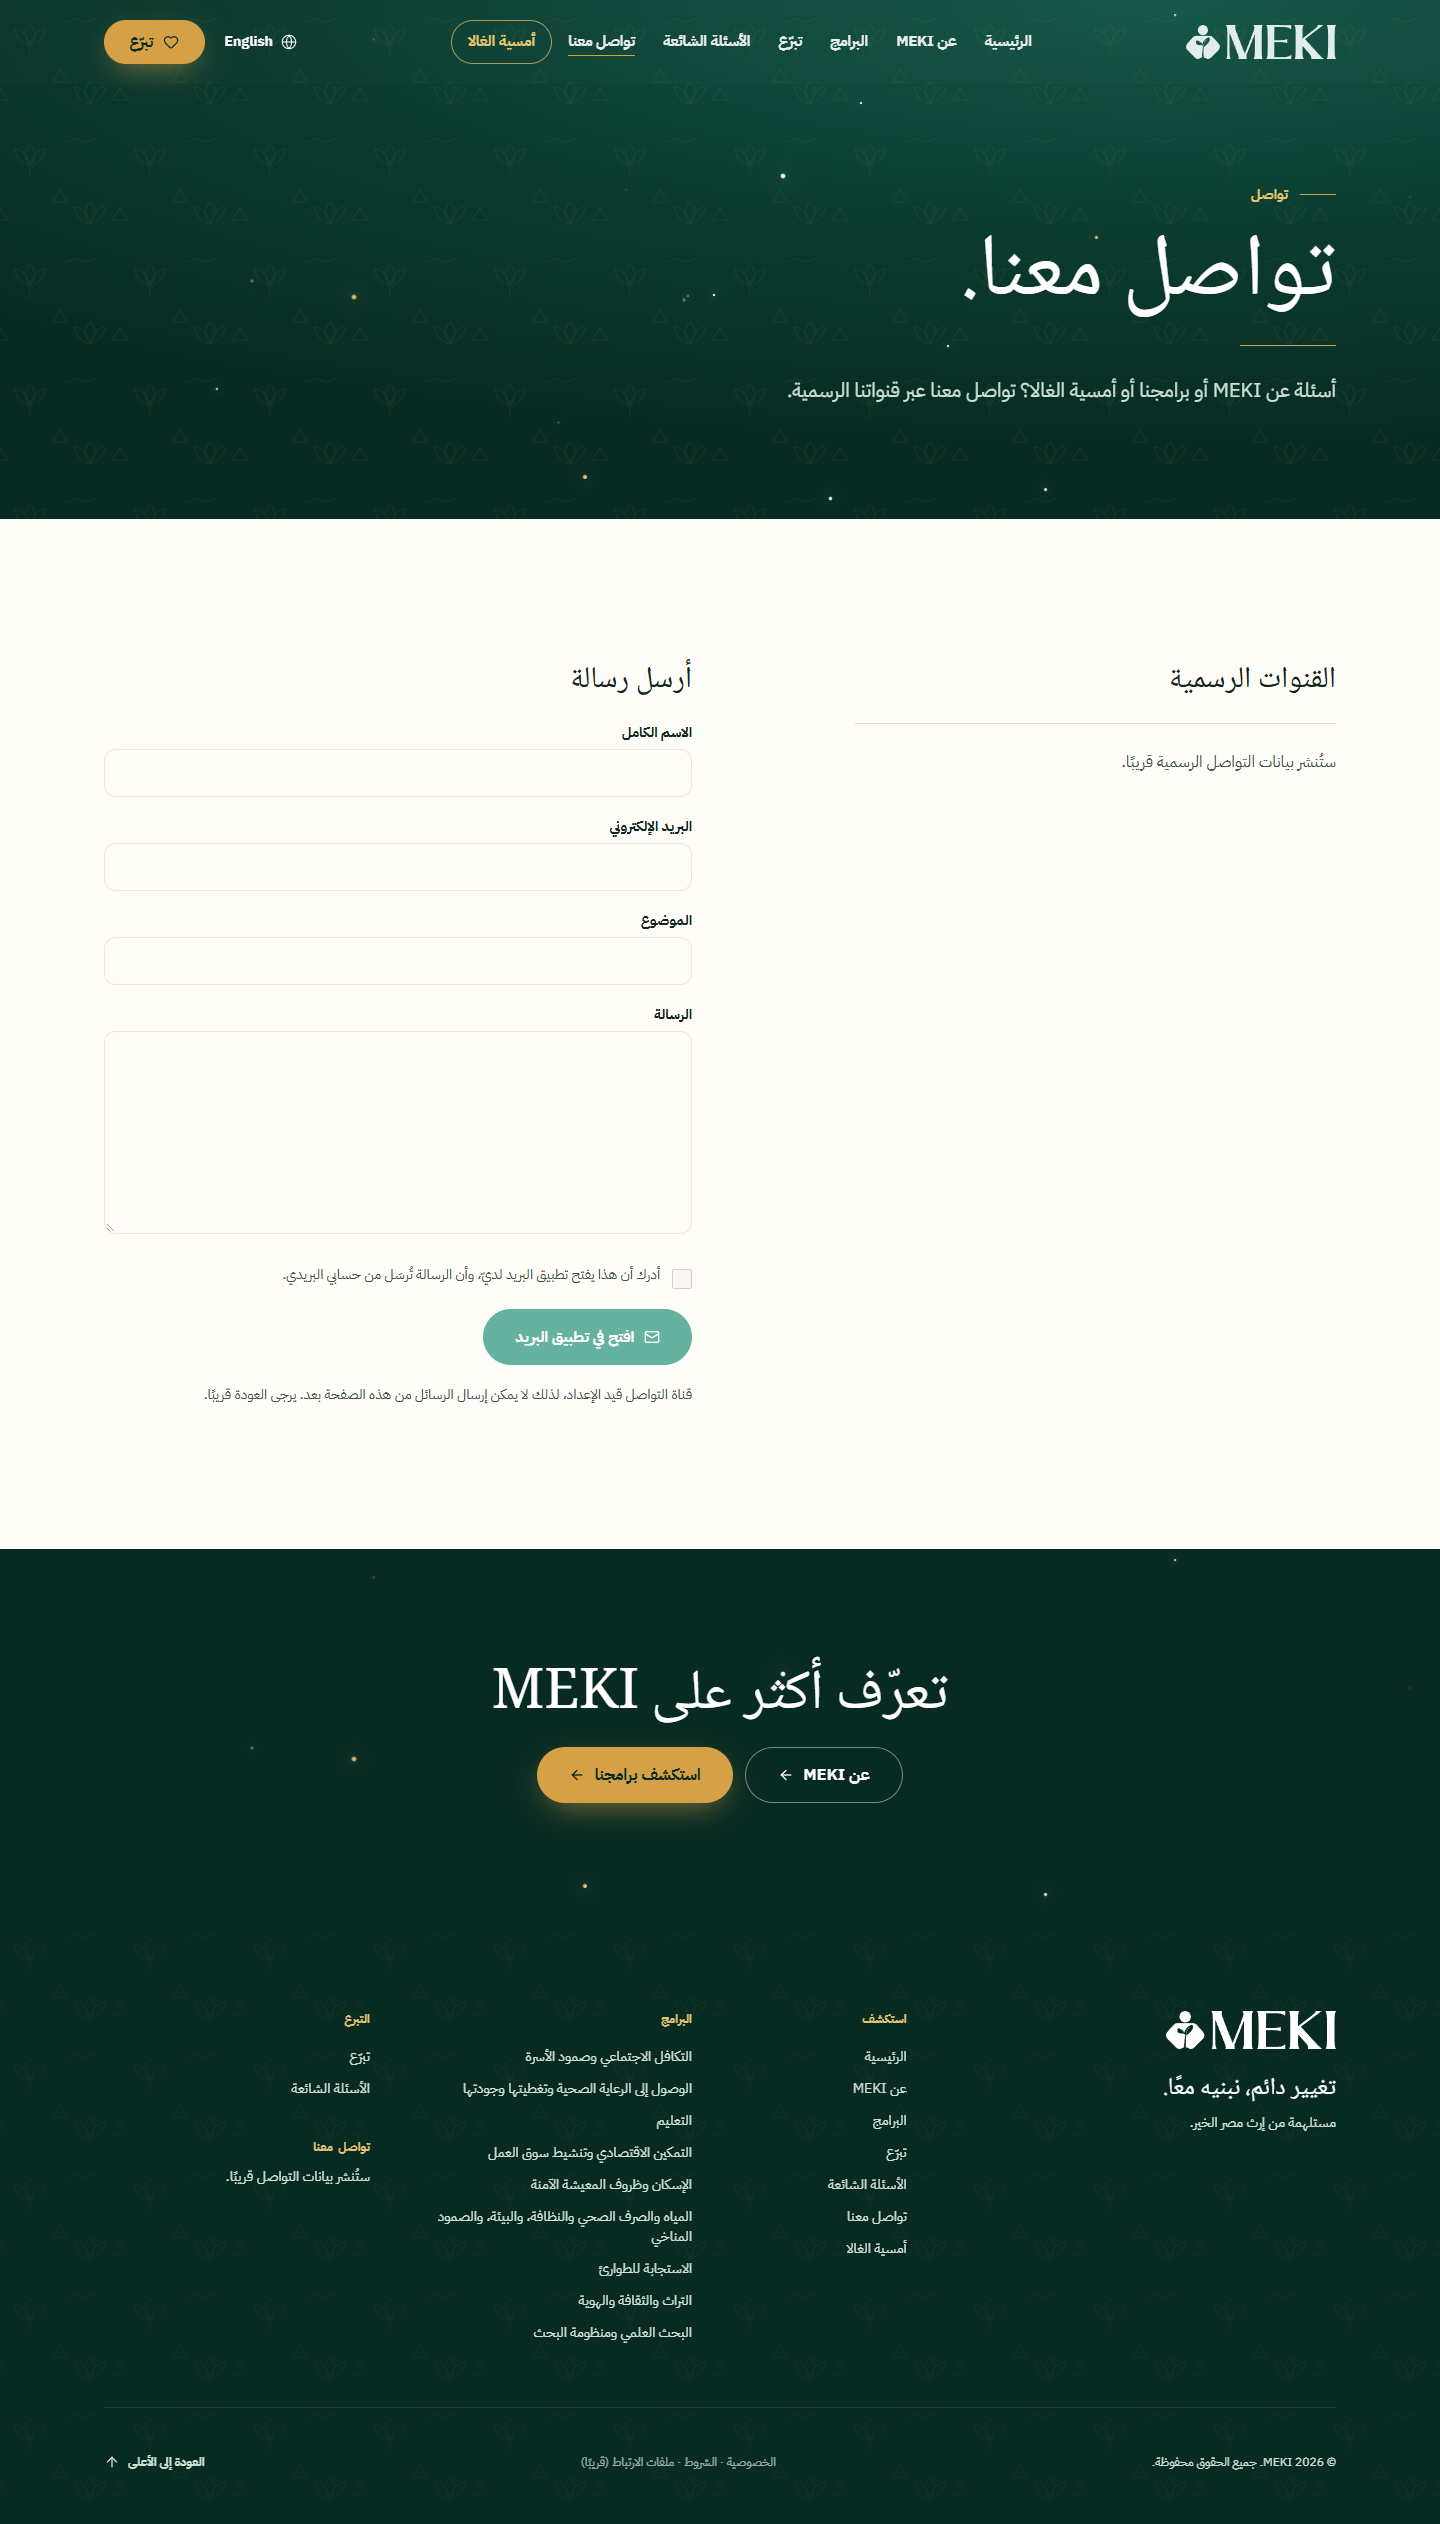 MEKI
الرئيسية
عن MEKI
البرامج
تبرّع
الأسئلة الشائعة
تواصل معنا
أمسية الغالا
English
تبرّع
تواصل
تواصل معنا.
أسئلة عن MEKI أو برامجنا أو أمسية الغالا؟ تواصل معنا عبر قنواتنا الرسمية.
القنوات الرسمية
ستُنشر بيانات التواصل الرسمية قريبًا.
أرسل رسالة
الاسم الكامل
البريد الإلكتروني
الموضوع
الرسالة
أدرك أن هذا يفتح تطبيق البريد لديّ، وأن الرسالة تُرسَل من حسابي البريدي.
افتح في تطبيق البريد
قناة التواصل قيد الإعداد، لذلك لا يمكن إرسال الرسائل من هذه الصفحة بعد. يرجى العودة قريبًا.
تعرّف أكثر على MEKI
عن MEKI
استكشف برامجنا
MEKI
تغيير دائم، نبنيه معًا.
مستلهمة من إرث مصر الخير.
استكشف
الرئيسية
عن MEKI
البرامج
تبرّع
الأسئلة الشائعة
تواصل معنا
أمسية الغالا
البرامج
التكافل الاجتماعي وصمود الأسرة
الوصول إلى الرعاية الصحية وتغطيتها وجودتها
التعليم
التمكين الاقتصادي وتنشيط سوق العمل
الإسكان وظروف المعيشة الآمنة
المياه والصرف الصحي والنظافة، والبيئة، والصمود
المناخي
الاستجابة للطوارئ
التراث والثقافة والهوية
البحث العلمي ومنظومة البحث
التبرع
تبرّع
الأسئلة الشائعة
تواصل معنا
ستُنشر بيانات التواصل قريبًا.
© 2026 MEKI. جميع الحقوق محفوظة.
الخصوصية · الشروط · ملفات الارتباط (قريبًا)
العودة إلى الأعلى